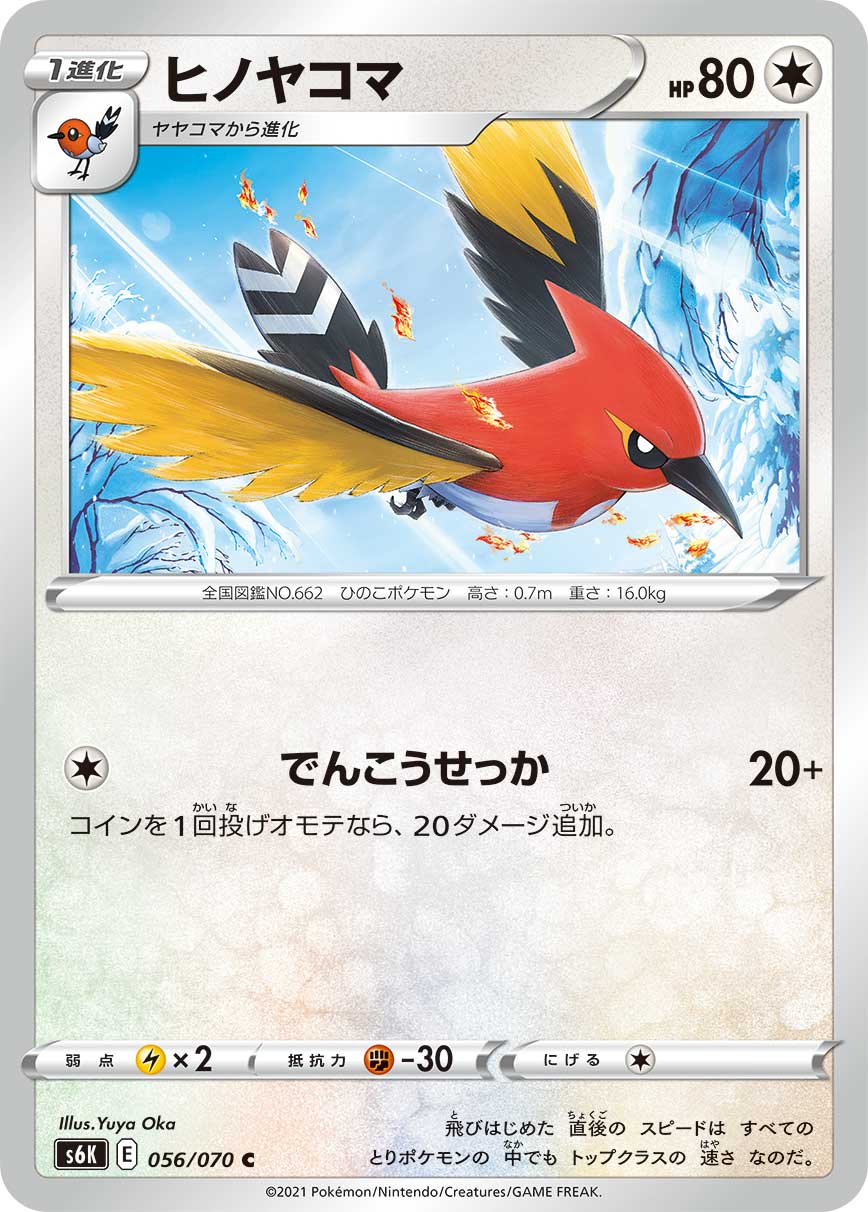 1進化
ヒノヤコマ
HP80
ヤヤコマから進化
全国図鑑NO.662 ひのこポケモン 高さ：0.7m 重さ：16.0kg
でんこうせっか 20+
コインを1回投げオモテなら、20ダメージ追加。
弱点 ×2 抵抗力 -30 にげる
Illus.Yuya Oka
飛びはじめた 直後の スピードは すべての
とりポケモンの 中でも トップクラスの 速さ なのだ。
s6K E 056/070 C
©2021 Pokémon/Nintendo/Creatures/GAME FREAK.